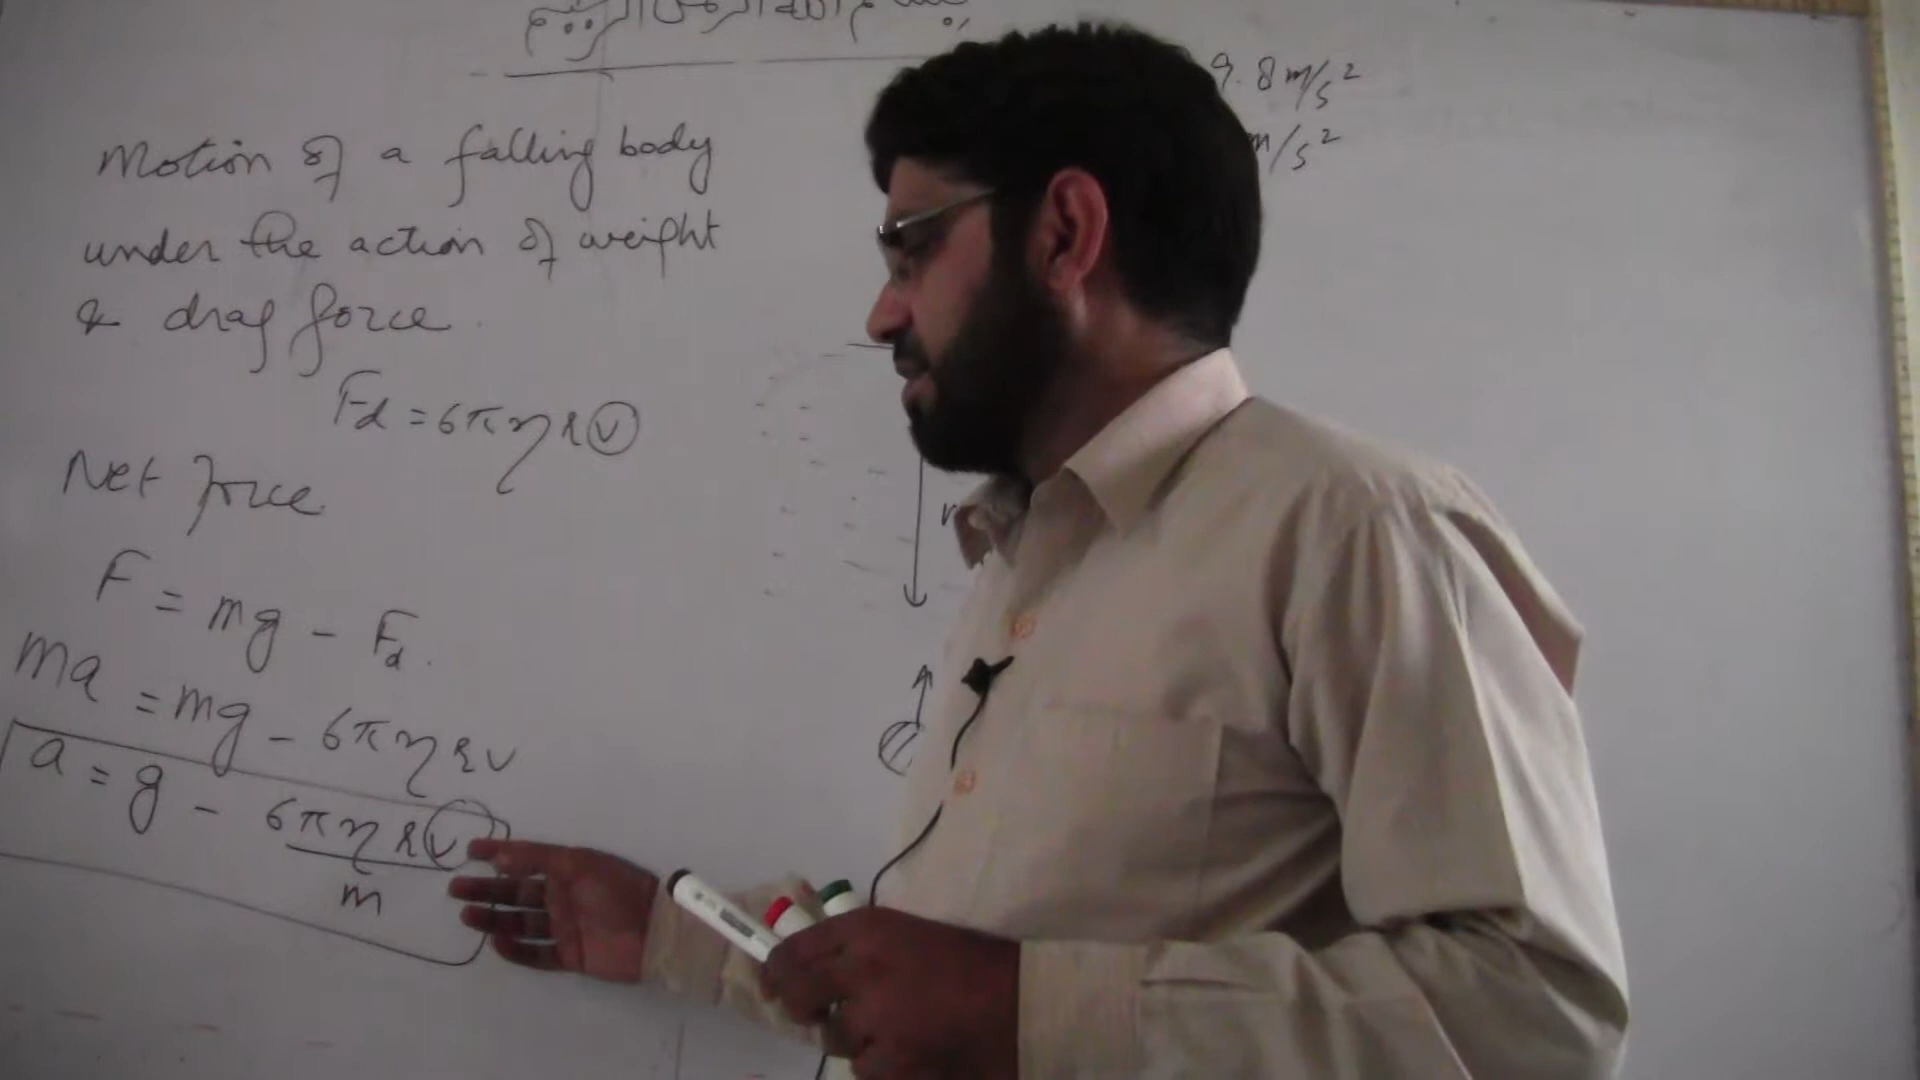 9.8 m/s²
m/s²
Motion of a falling body
under the action of weight
& drag force.
Fd = 6πηrv
Net force
F = mg - Fd.
ma = mg - 6πηrv
a = g - 6πηrv
m